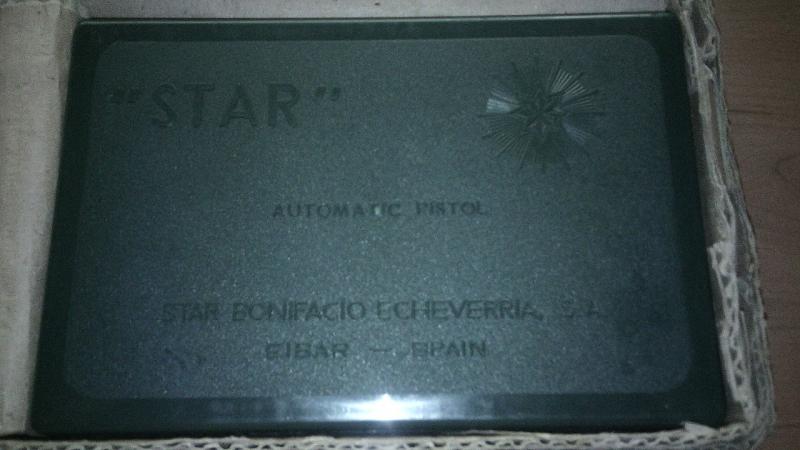 "STAR"
AUTOMATIC PISTOL
STAR BONIFACIO ECHEVERRIA, S.A.
EIBAR — SPAIN